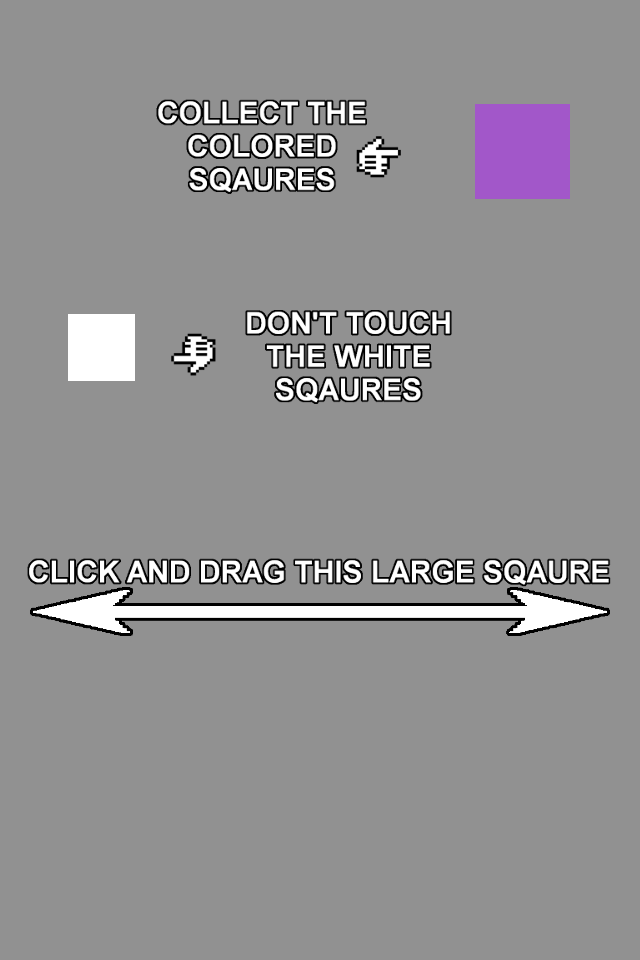 COLLECT THE
COLORED
SQAURES
DON'T TOUCH
THE WHITE
SQAURES
CLICK AND DRAG THIS LARGE SQAURE